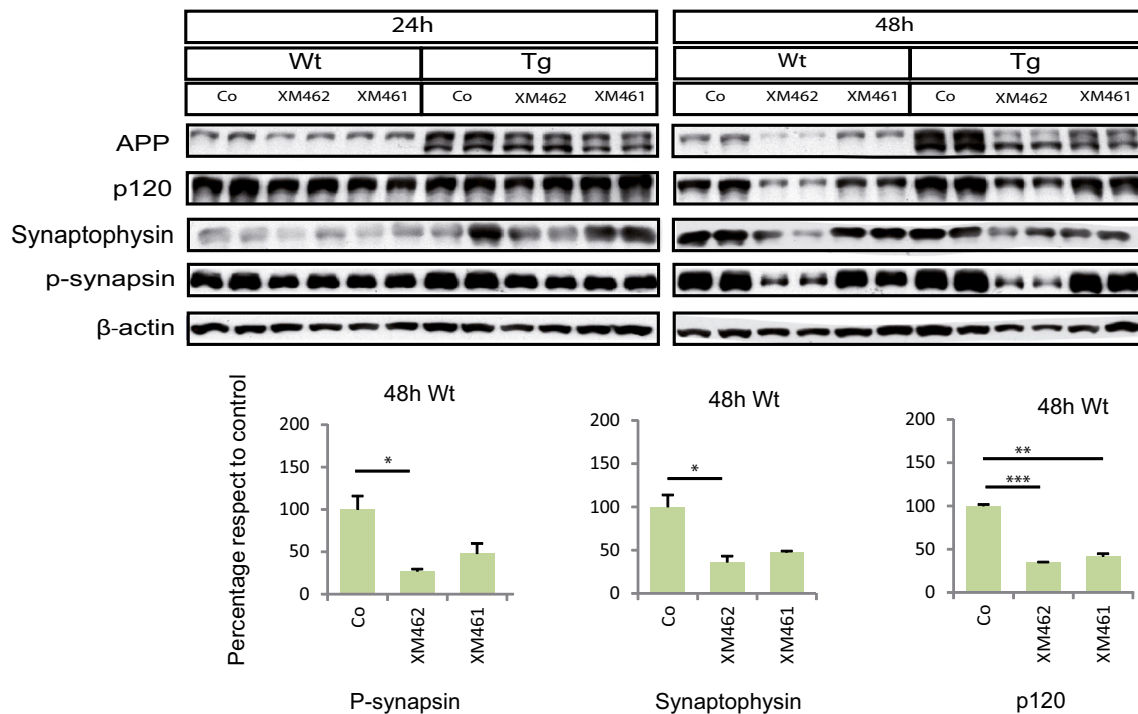 24h 48h
Wt Tg Wt Tg
Co XM462 XM461 Co XM462 XM461 Co XM462 XM461 Co XM462 XM461
APP
p120
Synaptophysin
p-synapsin
β-actin
Percentage respect to control
48h Wt
200
150
100
50
0
*
Co
XM462
XM461
P-synapsin
48h Wt
200
150
100
50
0
*
Co
XM462
XM461
Synaptophysin
48h Wt
200
150
100
50
0
**
***
Co
XM462
XM461
p120